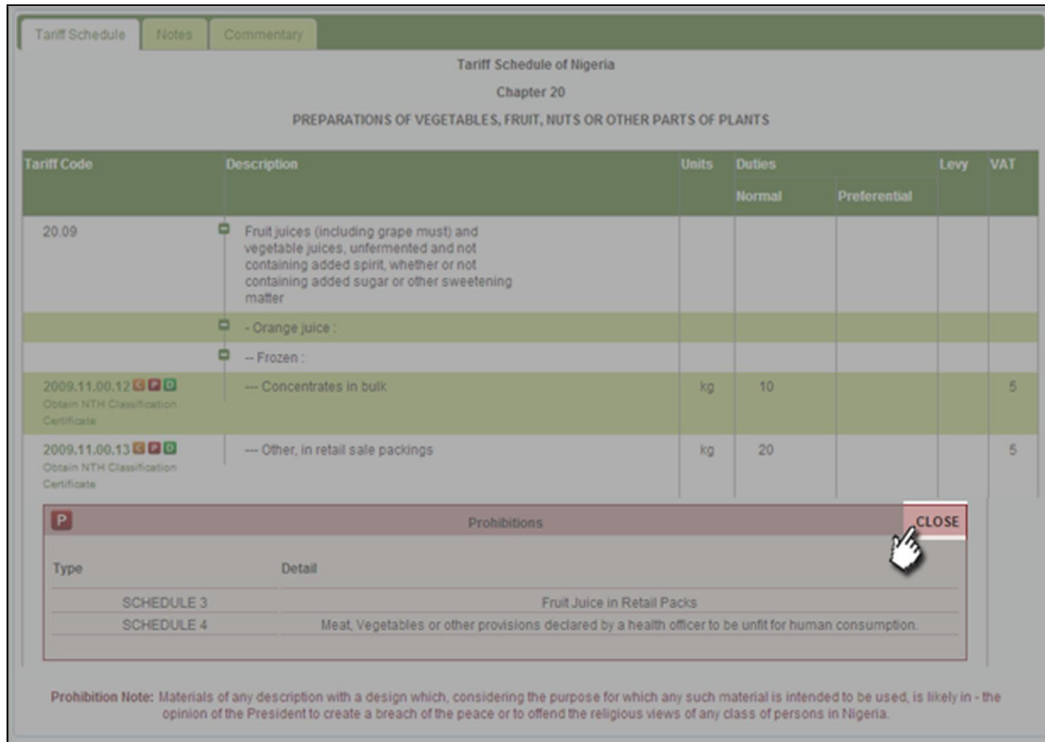 Tariff Schedule Notes Commentary
Tariff Schedule of Nigeria
Chapter 20
PREPARATIONS OF VEGETABLES, FRUIT, NUTS OR OTHER PARTS OF PLANTS
Tariff Code Description Units Duties Levy VAT
Normal Preferential
20.09 Fruit juices (including grape must) and
vegetable juices, unfermented and not
containing added spirit, whether or not
containing added sugar or other sweetening
matter
- Orange juice :
-- Frozen :
2009.11.00.12 C P D --- Concentrates in bulk kg 10 5
Obtain NTH Classification
Certificate
2009.11.00.13 C P D --- Other, in retail sale packings kg 20 5
Obtain NTH Classification
Certificate
P Prohibitions CLOSE
Type Detail
SCHEDULE 3 Fruit Juice in Retail Packs
SCHEDULE 4 Meat, Vegetables or other provisions declared by a health officer to be unfit for human consumption.
Prohibition Note: Materials of any description with a design which, considering the purpose for which any such material is intended to be used, is likely in - the
opinion of the President to create a breach of the peace or to offend the religious views of any class of persons in Nigeria.